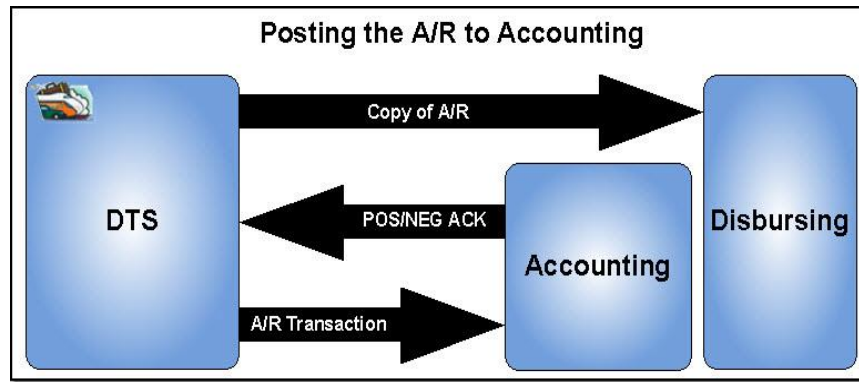 Posting the A/R to Accounting
Copy of A/R
DTS
POS/NEG ACK
Accounting
Disbursing
A/R Transaction